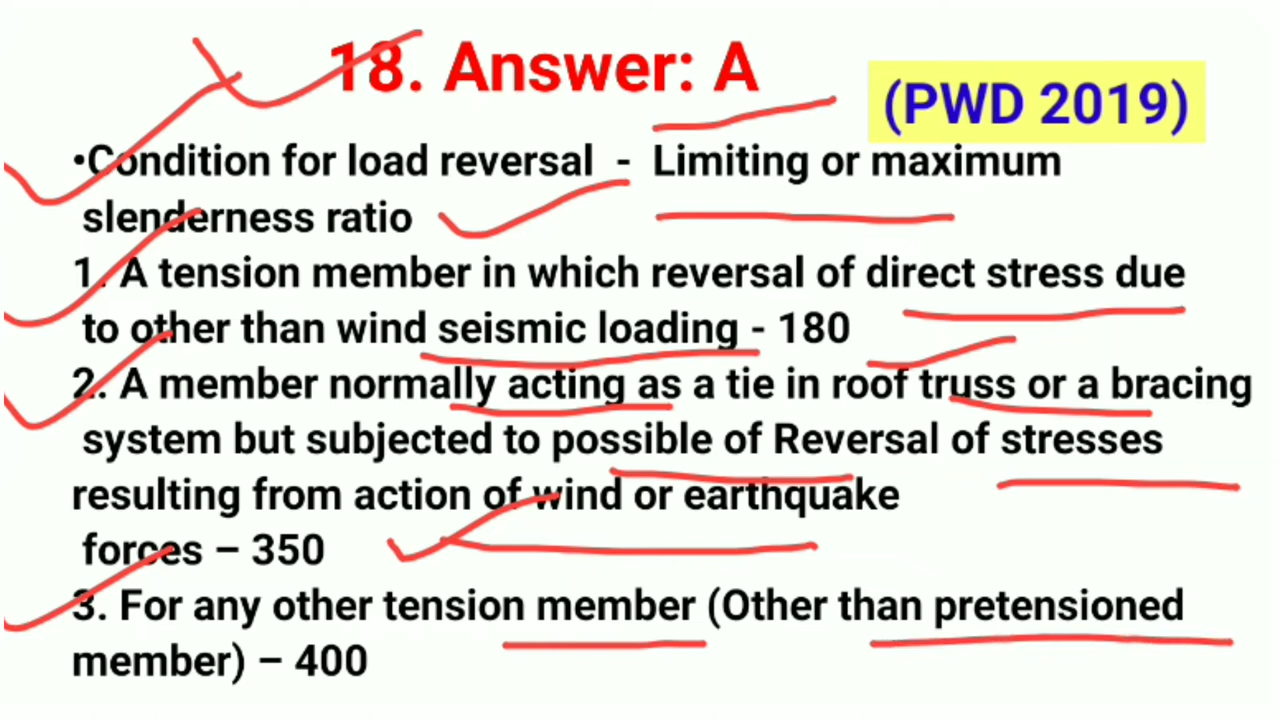 18. Answer: A
(PWD 2019)
•Condition for load reversal - Limiting or maximum
slenderness ratio
1. A tension member in which reversal of direct stress due
to other than wind seismic loading - 180
2. A member normally acting as a tie in roof truss or a bracing
system but subjected to possible of Reversal of stresses
resulting from action of wind or earthquake
forces – 350
3. For any other tension member (Other than pretensioned
member) – 400